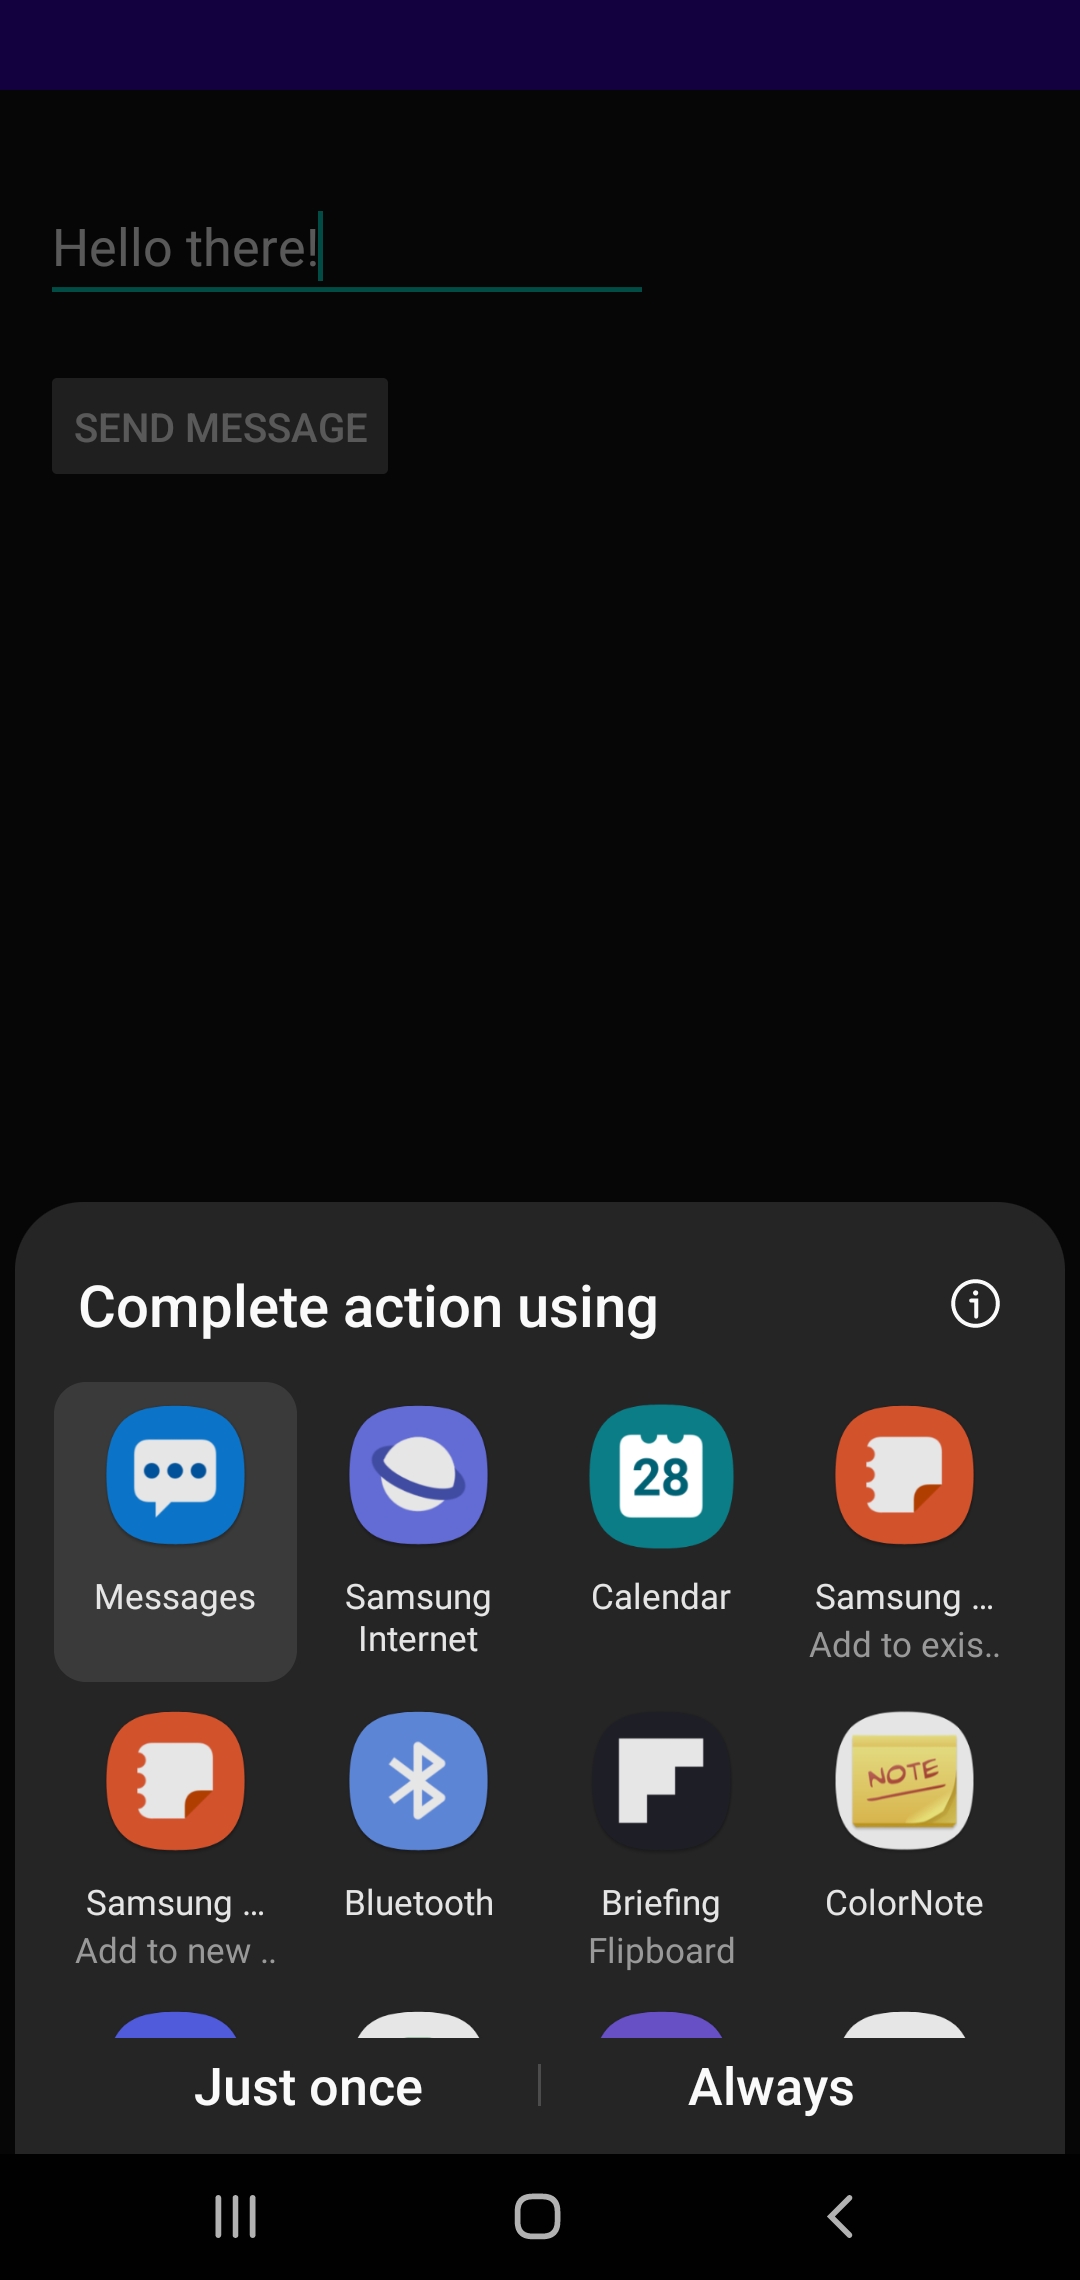 Hello there!
SEND MESSAGE
Complete action using
Messages
Samsung
Internet
Calendar
28
Samsung ...
Add to exis..
Samsung ...
Add to new ..
Bluetooth
Briefing
Flipboard
NOTE
ColorNote
Just once
Always